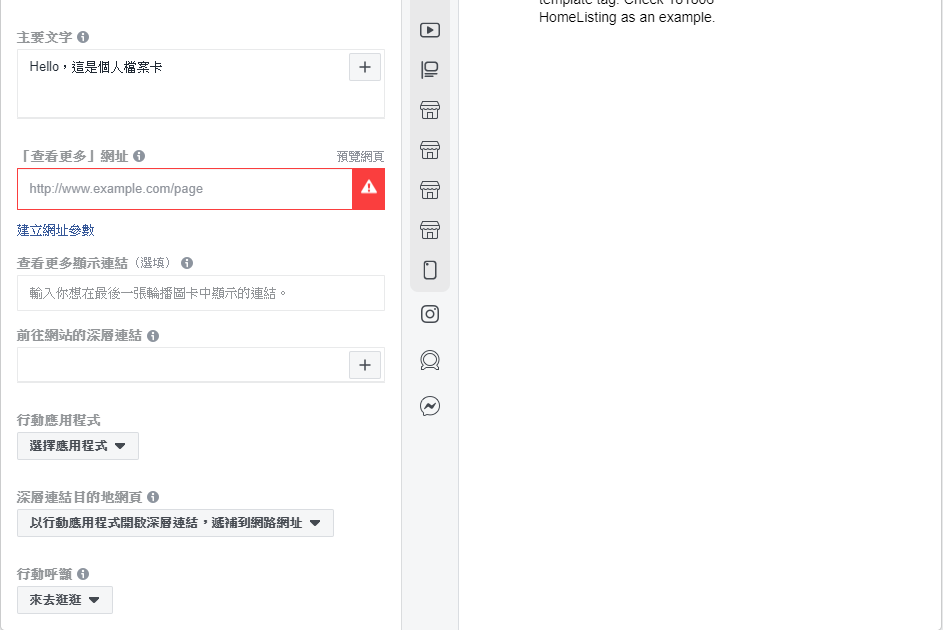 主要文字
Hello，這是個人檔案卡
「查看更多」網址
預覽網頁
http://www.example.com/page
建立網址參數
查看更多顯示連結（選填）
輸入你想在最後一張輪播圖卡中顯示的連結。
前往網站的深層連結
行動應用程式
選擇應用程式
深層連結目的地網頁
以行動應用程式開啟深層連結，遞補到網路網址
行動呼籲
來去逛逛
template tag. Check
HomeListing as an example.